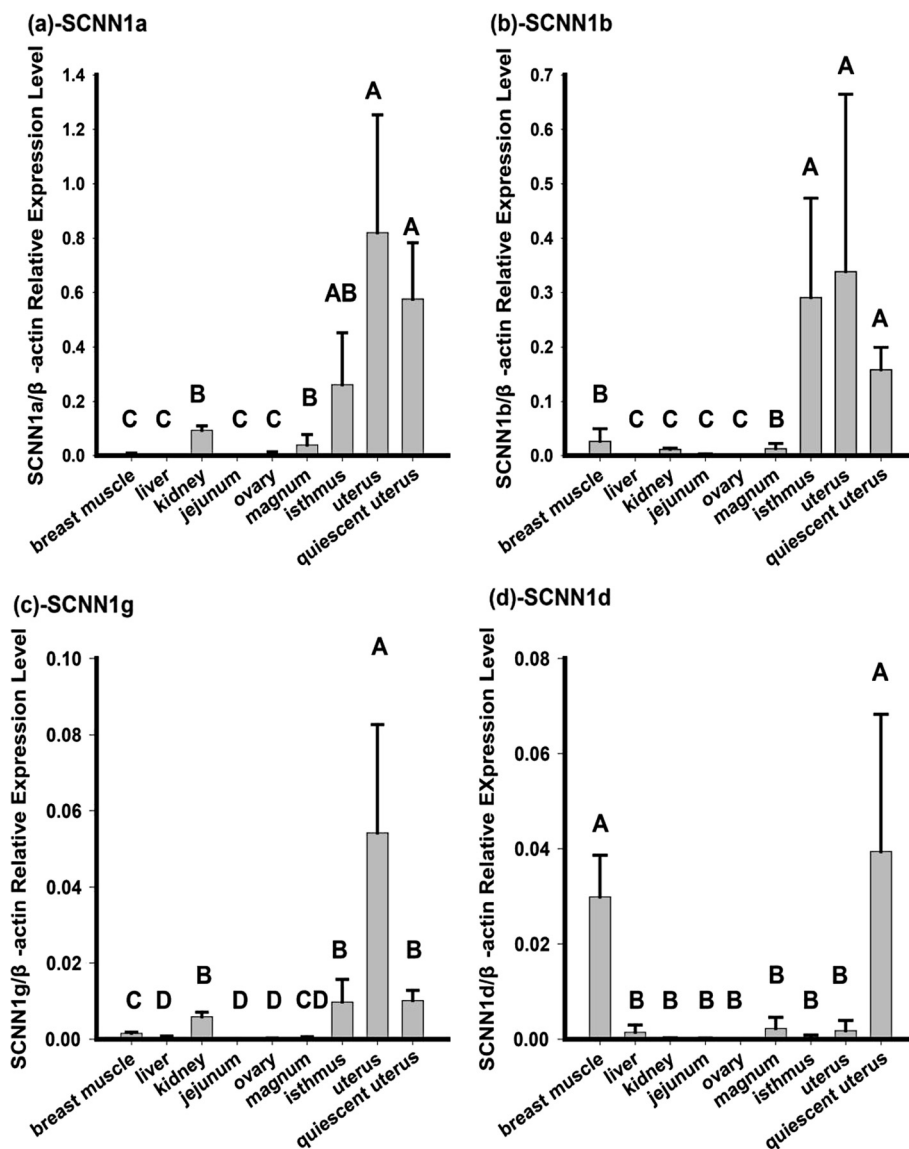 (a)-SCNN1a
SCNN1a/β -actin Relative Expression Level
1.4
1.2
1.0
0.8
0.6
0.4
0.2
0.0
C C B C C B AB A A
breast muscle
liver
kidney
jejunum
ovary
magnum
isthmus
uterus
quiescent uterus
(b)-SCNN1b
SCNN1b/β -actin Relative Expression Level
0.7
0.6
0.5
0.4
0.3
0.2
0.1
0.0
B C C C C B A A A
breast muscle
liver
kidney
jejunum
ovary
magnum
isthmus
uterus
quiescent uterus
(c)-SCNN1g
SCNN1g/β -actin Relative Expression Level
0.10
0.08
0.06
0.04
0.02
0.00
C D B D D CD B A B
breast muscle
liver
kidney
jejunum
ovary
magnum
isthmus
uterus
quiescent uterus
(d)-SCNN1d
SCNN1d/β -actin Relative EXpression Level
0.08
0.06
0.04
0.02
0.00
A B B B B B B B A
breast muscle
liver
kidney
jejunum
ovary
magnum
isthmus
uterus
quiescent uterus